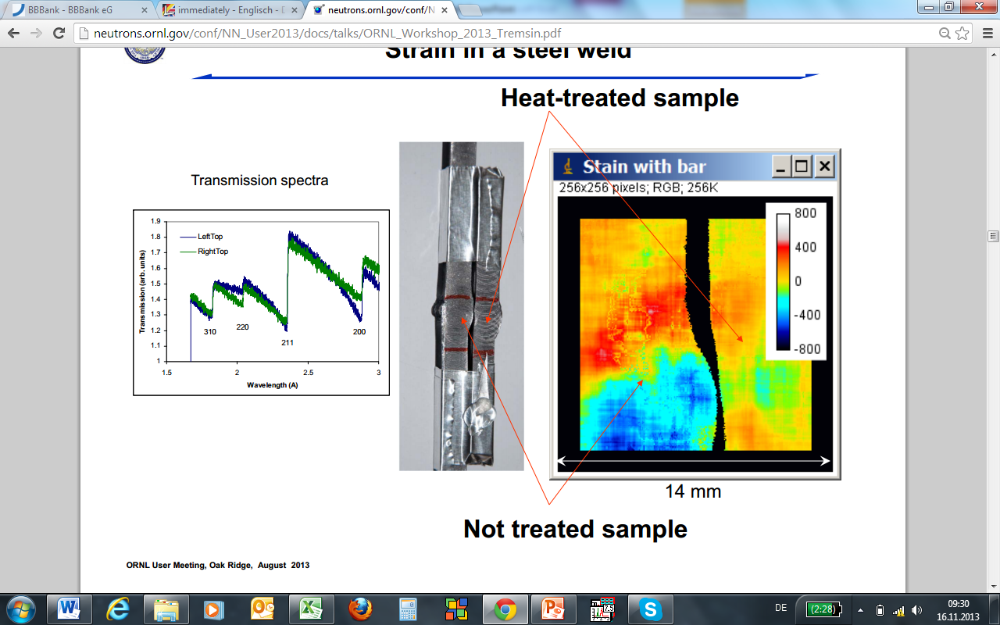 BBBank - BBBank eG
immediately - Englisch - D
neutrons.ornl.gov/conf/N
neutrons.ornl.gov/conf/NN_User2013/docs/talks/ORNL_Workshop_2013_Tremsin.pdf
Strain in a steel weld
Heat-treated sample
Transmission spectra
Stain with bar
256x256 pixels; RGB; 256K
800
400
0
-400
-800
1.9
1.8
1.7
1.6
1.5
1.4
1.3
1.2
1.1
1
Transmission (arb. units)
LeftTop
RightTop
310
220
211
200
1.5
2
2.5
3
Wavelength (A)
14 mm
Not treated sample
ORNL User Meeting, Oak Ridge, August 2013
DE
(2:28)
09:30
16.11.2013